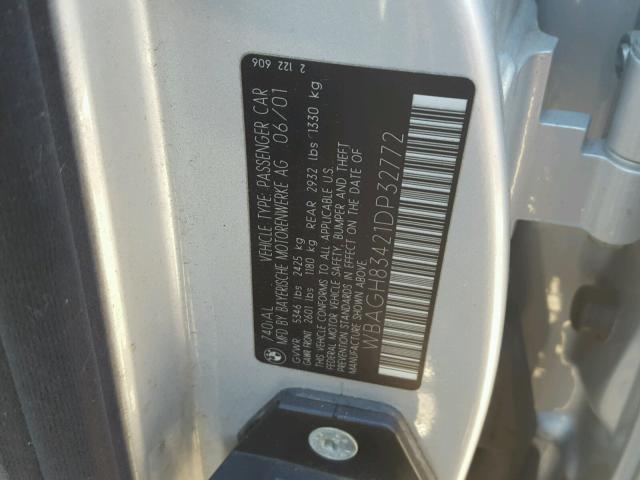 740iAL VEHICLE TYPE PASSENGER CAR
MFD BY BAYERISCHE MOTORENWERKE AG 06/01
GVWR 5346 lbs 2425 kg
GAWR FRONT 2601 lbs 1180 kg REAR 2932 lbs 1330 kg
THIS VEHICLE CONFORMS TO ALL APPLICABLE U.S.
FEDERAL MOTOR VEHICLE SAFETY, BUMPER AND THEFT
PREVENTION STANDARDS IN EFFECT ON THE DATE OF
MANUFACTURE SHOWN ABOVE.
WBAGH83421DP32772
2 122 606